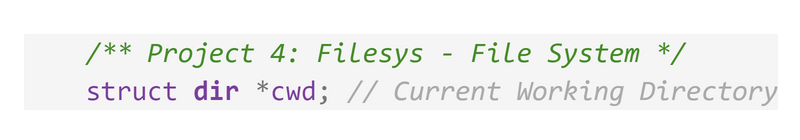 /** Project 4: Filesys - File System */
struct dir *cwd; // Current Working Directory